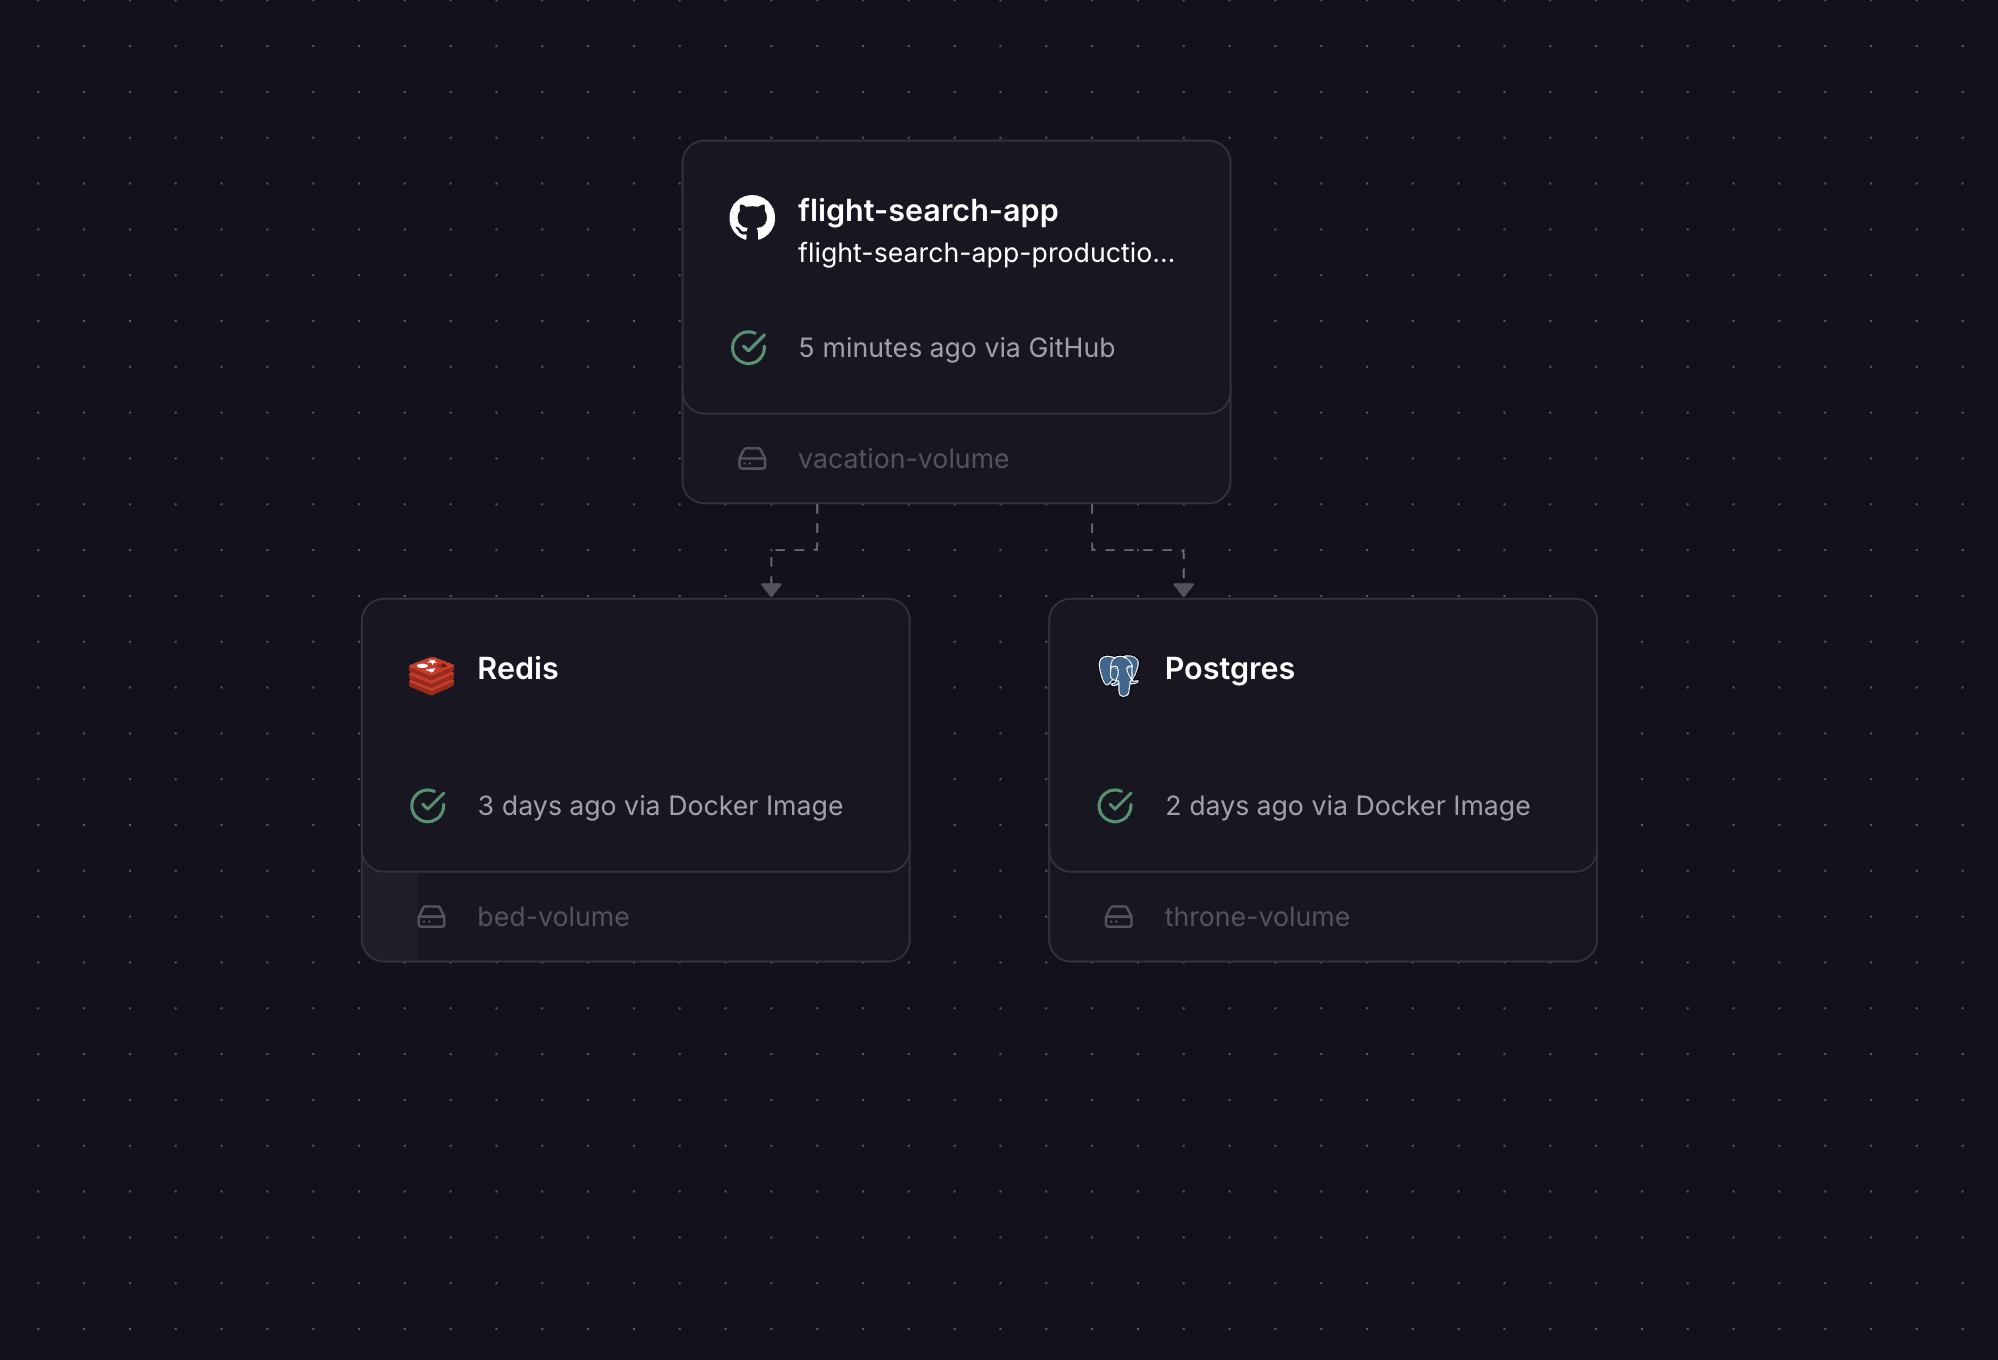 flight-search-app
flight-search-app-productio...
5 minutes ago via GitHub
vacation-volume
Redis
3 days ago via Docker Image
bed-volume
Postgres
2 days ago via Docker Image
throne-volume